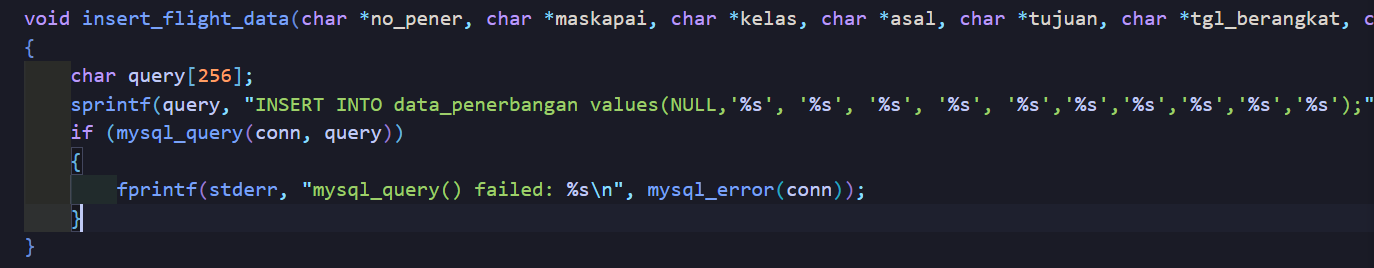 void insert_flight_data(char *no_pener, char *maskapai, char *kelas, char *asal, char *tujuan, char *tgl_berangkat, c
{
char query[256];
sprintf(query, "INSERT INTO data_penerbangan values(NULL,'%s', '%s', '%s', '%s', '%s','%s','%s','%s','%s','%s');"
if (mysql_query(conn, query))
{
fprintf(stderr, "mysql_query() failed: %s\n", mysql_error(conn));
}
}